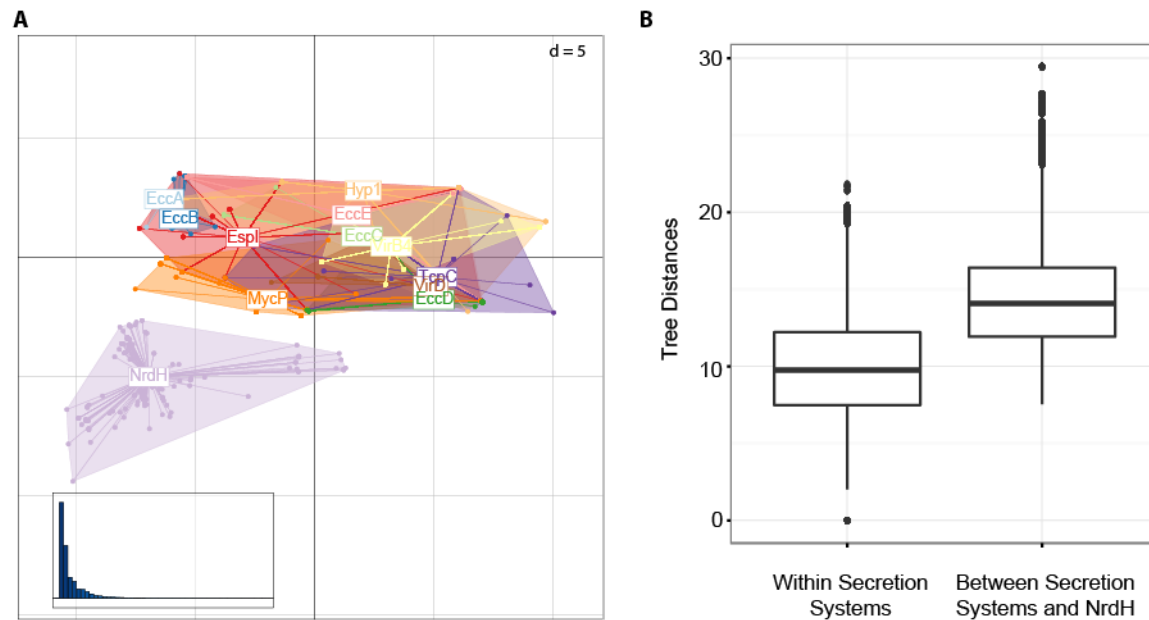 A
d = 5
Hyp1
EccA
EccE
EccB
EspI
EccC
VirB4
TcpC
VirD
MycP
EccD
NrdH
B
30
20
10
0
Tree Distances
Within Secretion
Systems
Between Secretion
Systems and NrdH